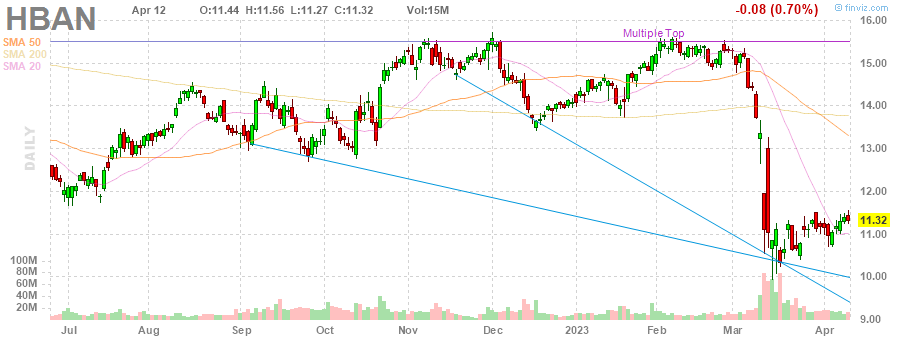 HBAN Apr 12 O:11.44 H:11.56 L:11.27 C:11.32 Vol:15M -0.08 (0.70%) © finviz.com
SMA 50
SMA 200
SMA 20
Multiple Top
DAILY
16.00
15.00
14.00
13.00
12.00
11.32
11.00
10.00
9.00
100M
80M
60M
40M
20M
Jul Aug Sep Oct Nov Dec 2023 Feb Mar Apr